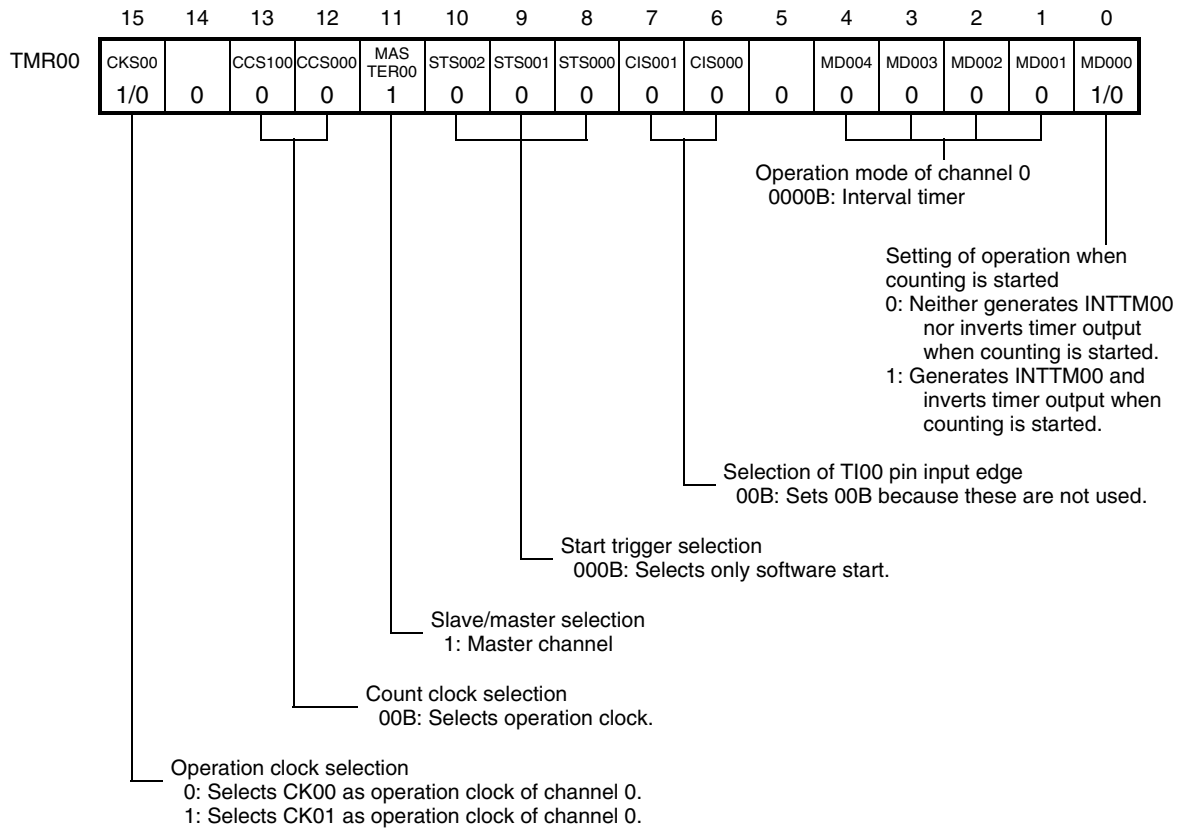 15 14 13 12 11 10 9 8 7 6 5 4 3 2 1 0
TMR00 CKS00 CCS100 CCS000 MAS TER00 STS002 STS001 STS000 CIS001 CIS000 MD004 MD003 MD002 MD001 MD000
1/0 0 0 0 1 0 0 0 0 0 0 0 0 0 0 1/0
Operation mode of channel 0
0000B: Interval timer
Setting of operation when
counting is started
0: Neither generates INTTM00
nor inverts timer output
when counting is started.
1: Generates INTTM00 and
inverts timer output when
counting is started.
Selection of TI00 pin input edge
00B: Sets 00B because these are not used.
Start trigger selection
000B: Selects only software start.
Slave/master selection
1: Master channel
Count clock selection
00B: Selects operation clock.
Operation clock selection
0: Selects CK00 as operation clock of channel 0.
1: Selects CK01 as operation clock of channel 0.